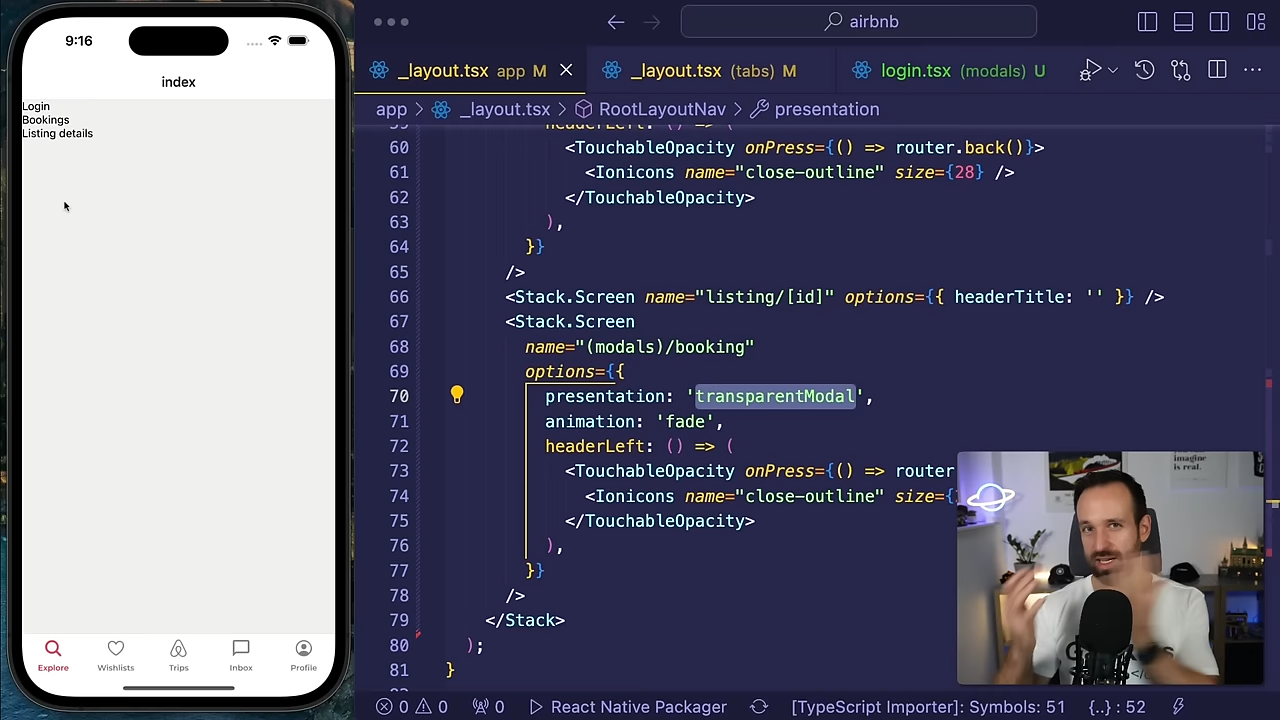 9:16
index
Login
Bookings
Listing details
Explore
Wishlists
Trips
Inbox
Profile
airbnb
_layout.tsx app M
_layout.tsx (tabs) M
login.tsx (modals) U
app > _layout.tsx > RootLayoutNav > presentation
59 headerLeft: () => (
60 <TouchableOpacity onPress={() => router.back()}>
61 <Ionicons name="close-outline" size={28} />
62 </TouchableOpacity>
63 ),
64 }}
65 />
66 <Stack.Screen name="listing/[id]" options={{ headerTitle: '' }} />
67 <Stack.Screen
68 name="(modals)/booking"
69 options={{
70 presentation: 'transparentModal',
71 animation: 'fade',
72 headerLeft: () => (
73 <TouchableOpacity onPress={() => router
74 <Ionicons name="close-outline" size={
75 </TouchableOpacity>
76 ),
77 }}
78 />
79 </Stack>
80 );
81 }
imagine
is real.
0 0 0 React Native Packager [TypeScript Importer]: Symbols: 51 {..} : 52